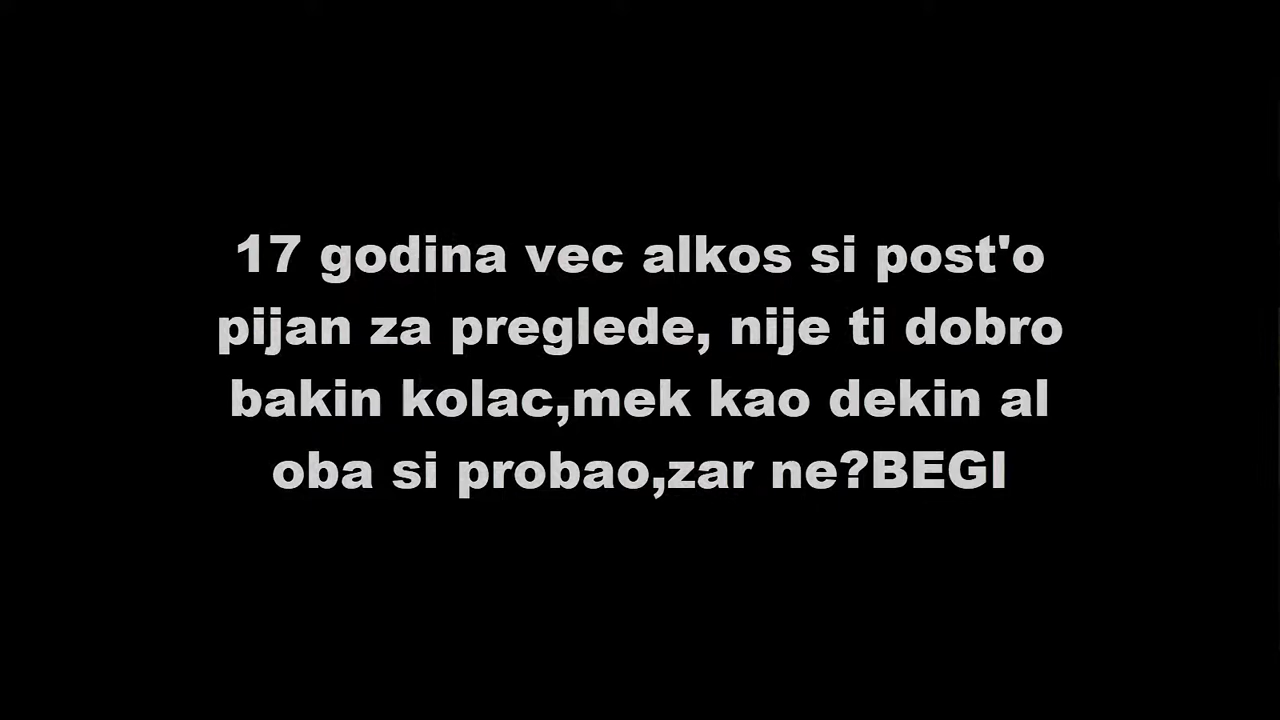 17 godina vec alkos si post'o
pijan za preglede, nije ti dobro
bakin kolac,mek kao dekin al
oba si probao,zar ne?BEGI